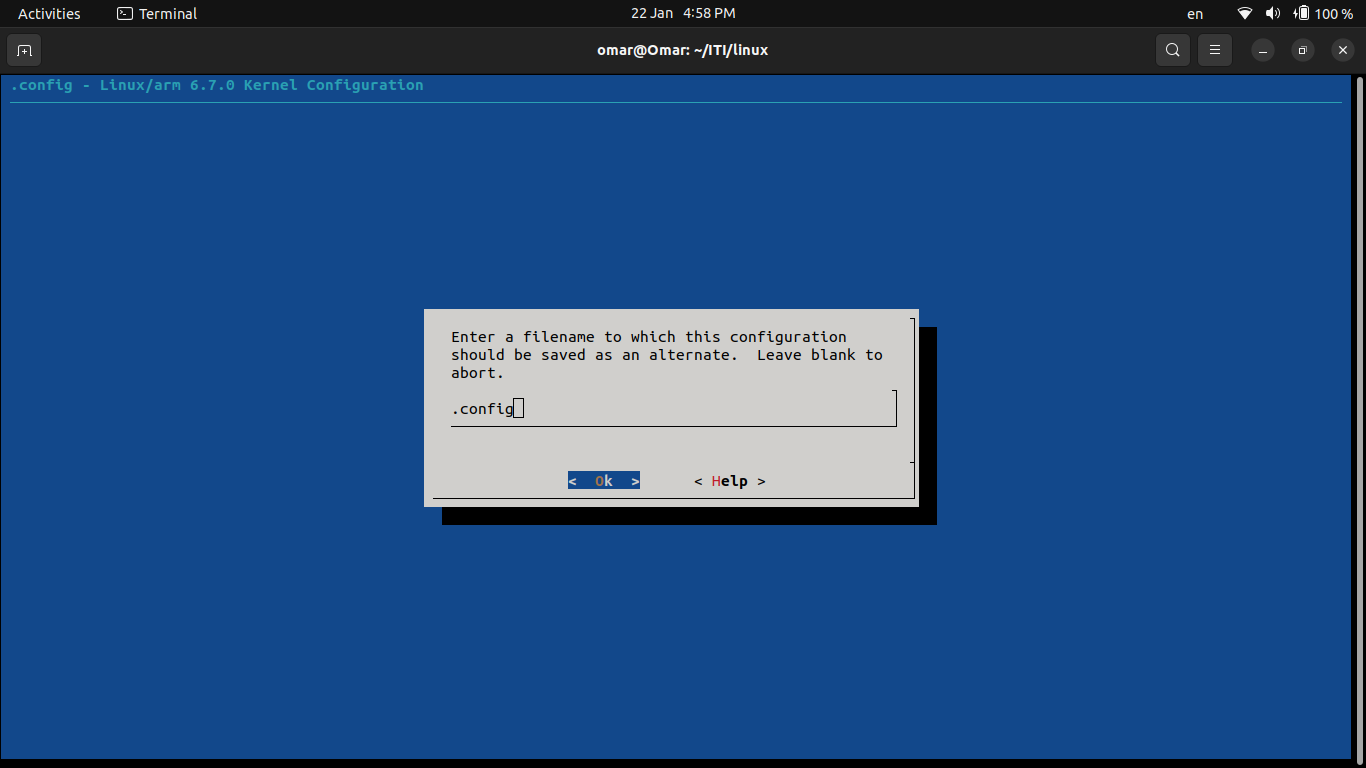 Activities Terminal 22 Jan 4:58 PM en 100 %
omar@Omar: ~/ITI/linux
.config - Linux/arm 6.7.0 Kernel Configuration
Enter a filename to which this configuration
should be saved as an alternate.  Leave blank to
abort.
.config
<  Ok  > < Help >